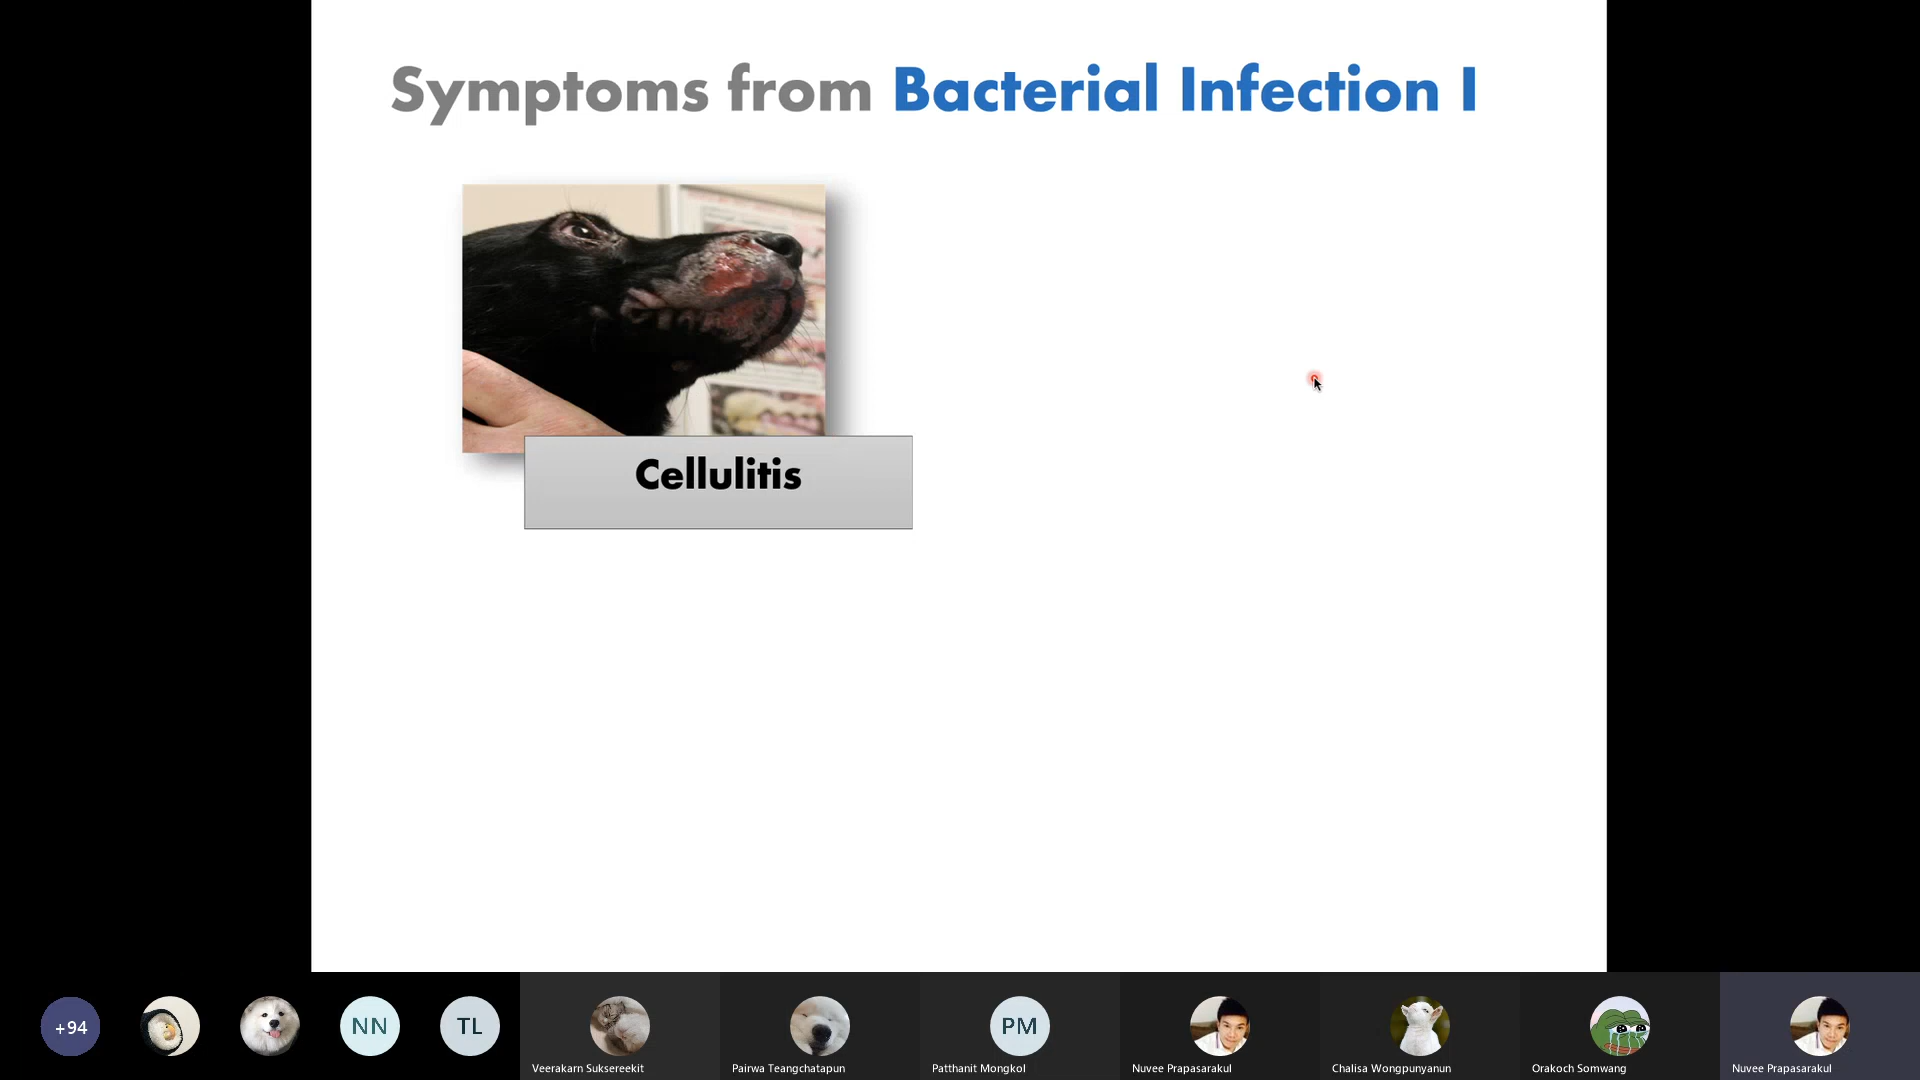 Symptoms from Bacterial Infection I
Cellulitis
+94
NN
TL
PM
Veerakarn Suksereekit
Pairwa Teangchatapun
Patthanit Mongkol
Nuvee Prapasarakul
Chalisa Wongpunyanun
Orakoch Somwang
Nuvee Prapasarakul